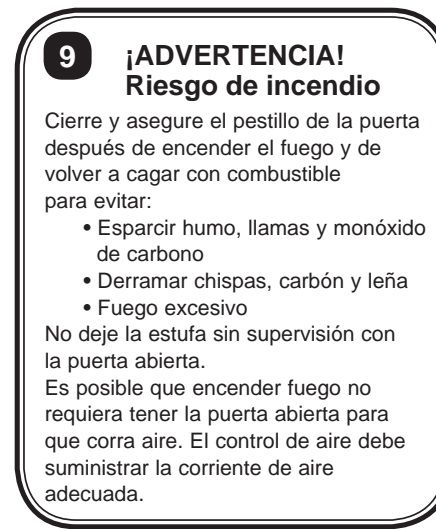 9 ¡ADVERTENCIA!
Riesgo de incendio
Cierre y asegure el pestillo de la puerta
después de encender el fuego y de
volver a cagar con combustible
para evitar:
• Esparcir humo, llamas y monóxido
de carbono
• Derramar chispas, carbón y leña
• Fuego excesivo
No deje la estufa sin supervisión con
la puerta abierta.
Es posible que encender fuego no
requiera tener la puerta abierta para
que corra aire. El control de aire debe
suministrar la corriente de aire
adecuada.